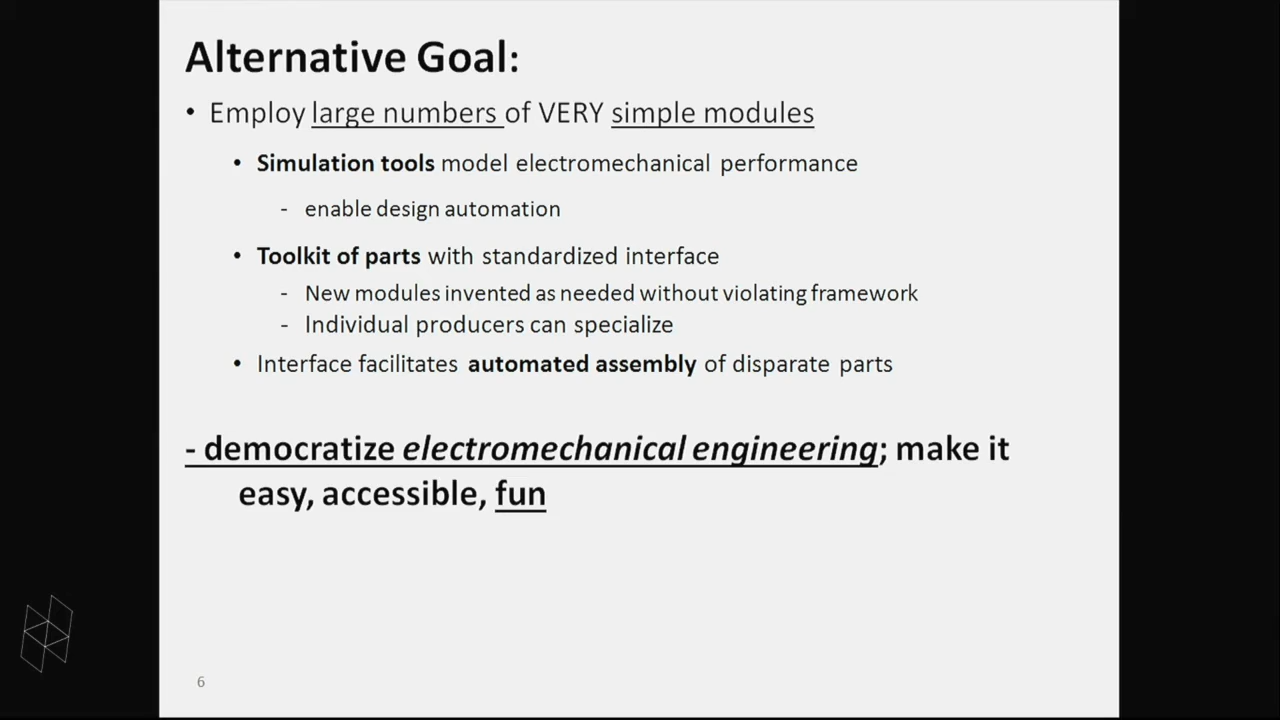 Alternative Goal:
• Employ large numbers of VERY simple modules
• Simulation tools model electromechanical performance
- enable design automation
• Toolkit of parts with standardized interface
- New modules invented as needed without violating framework
- Individual producers can specialize
• Interface facilitates automated assembly of disparate parts
- democratize electromechanical engineering; make it
easy, accessible, fun
6